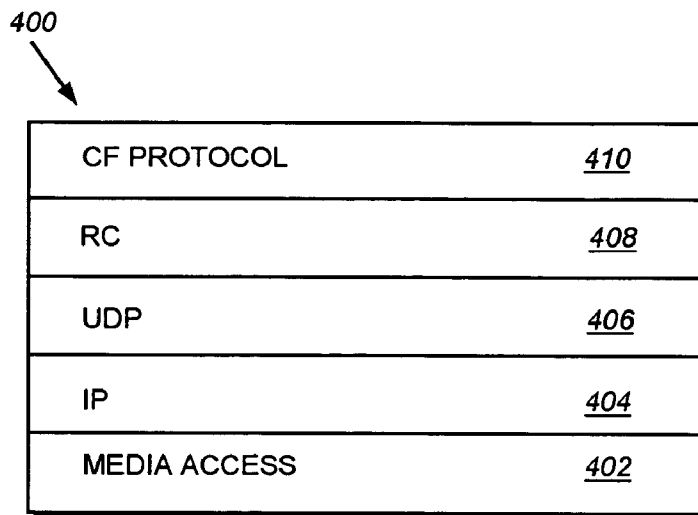 400
CF PROTOCOL 410
RC 408
UDP 406
IP 404
MEDIA ACCESS 402